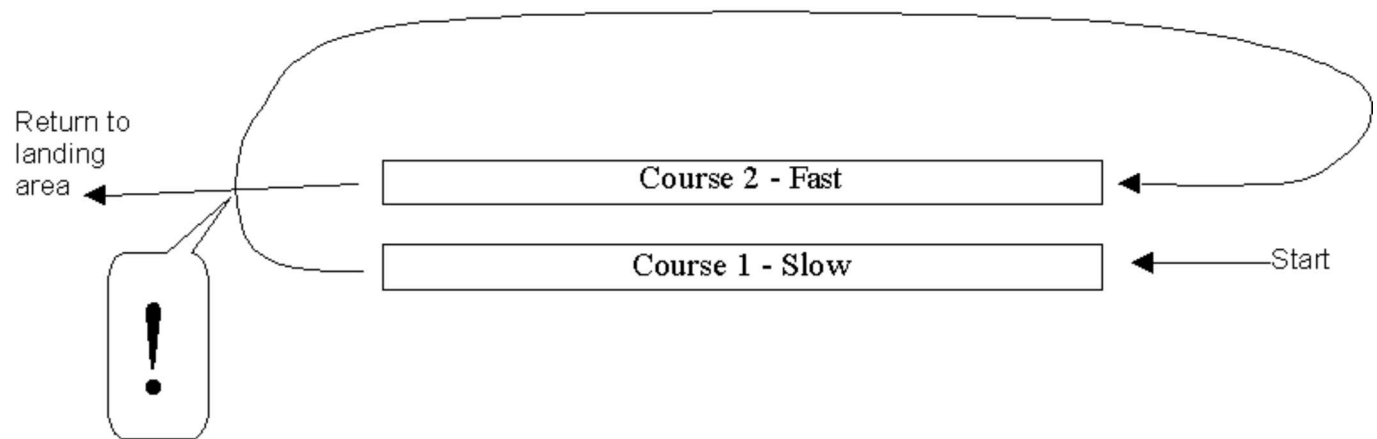 Return to
landing
area
Course 2 - Fast
Course 1 - Slow
Start
!